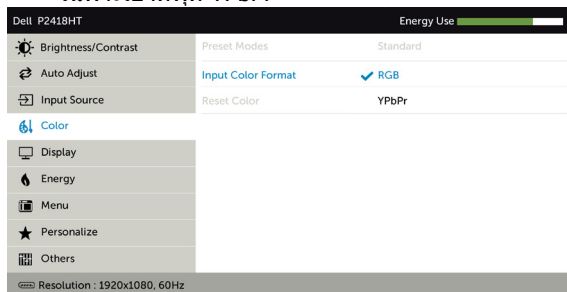 Dell P2418HT Energy Use
Brightness/Contrast Preset Modes Standard
Auto Adjust Input Color Format RGB
Input Source Reset Color YPbPr
Color
Display
Energy
Menu
Personalize
Others
Resolution : 1920x1080, 60Hz